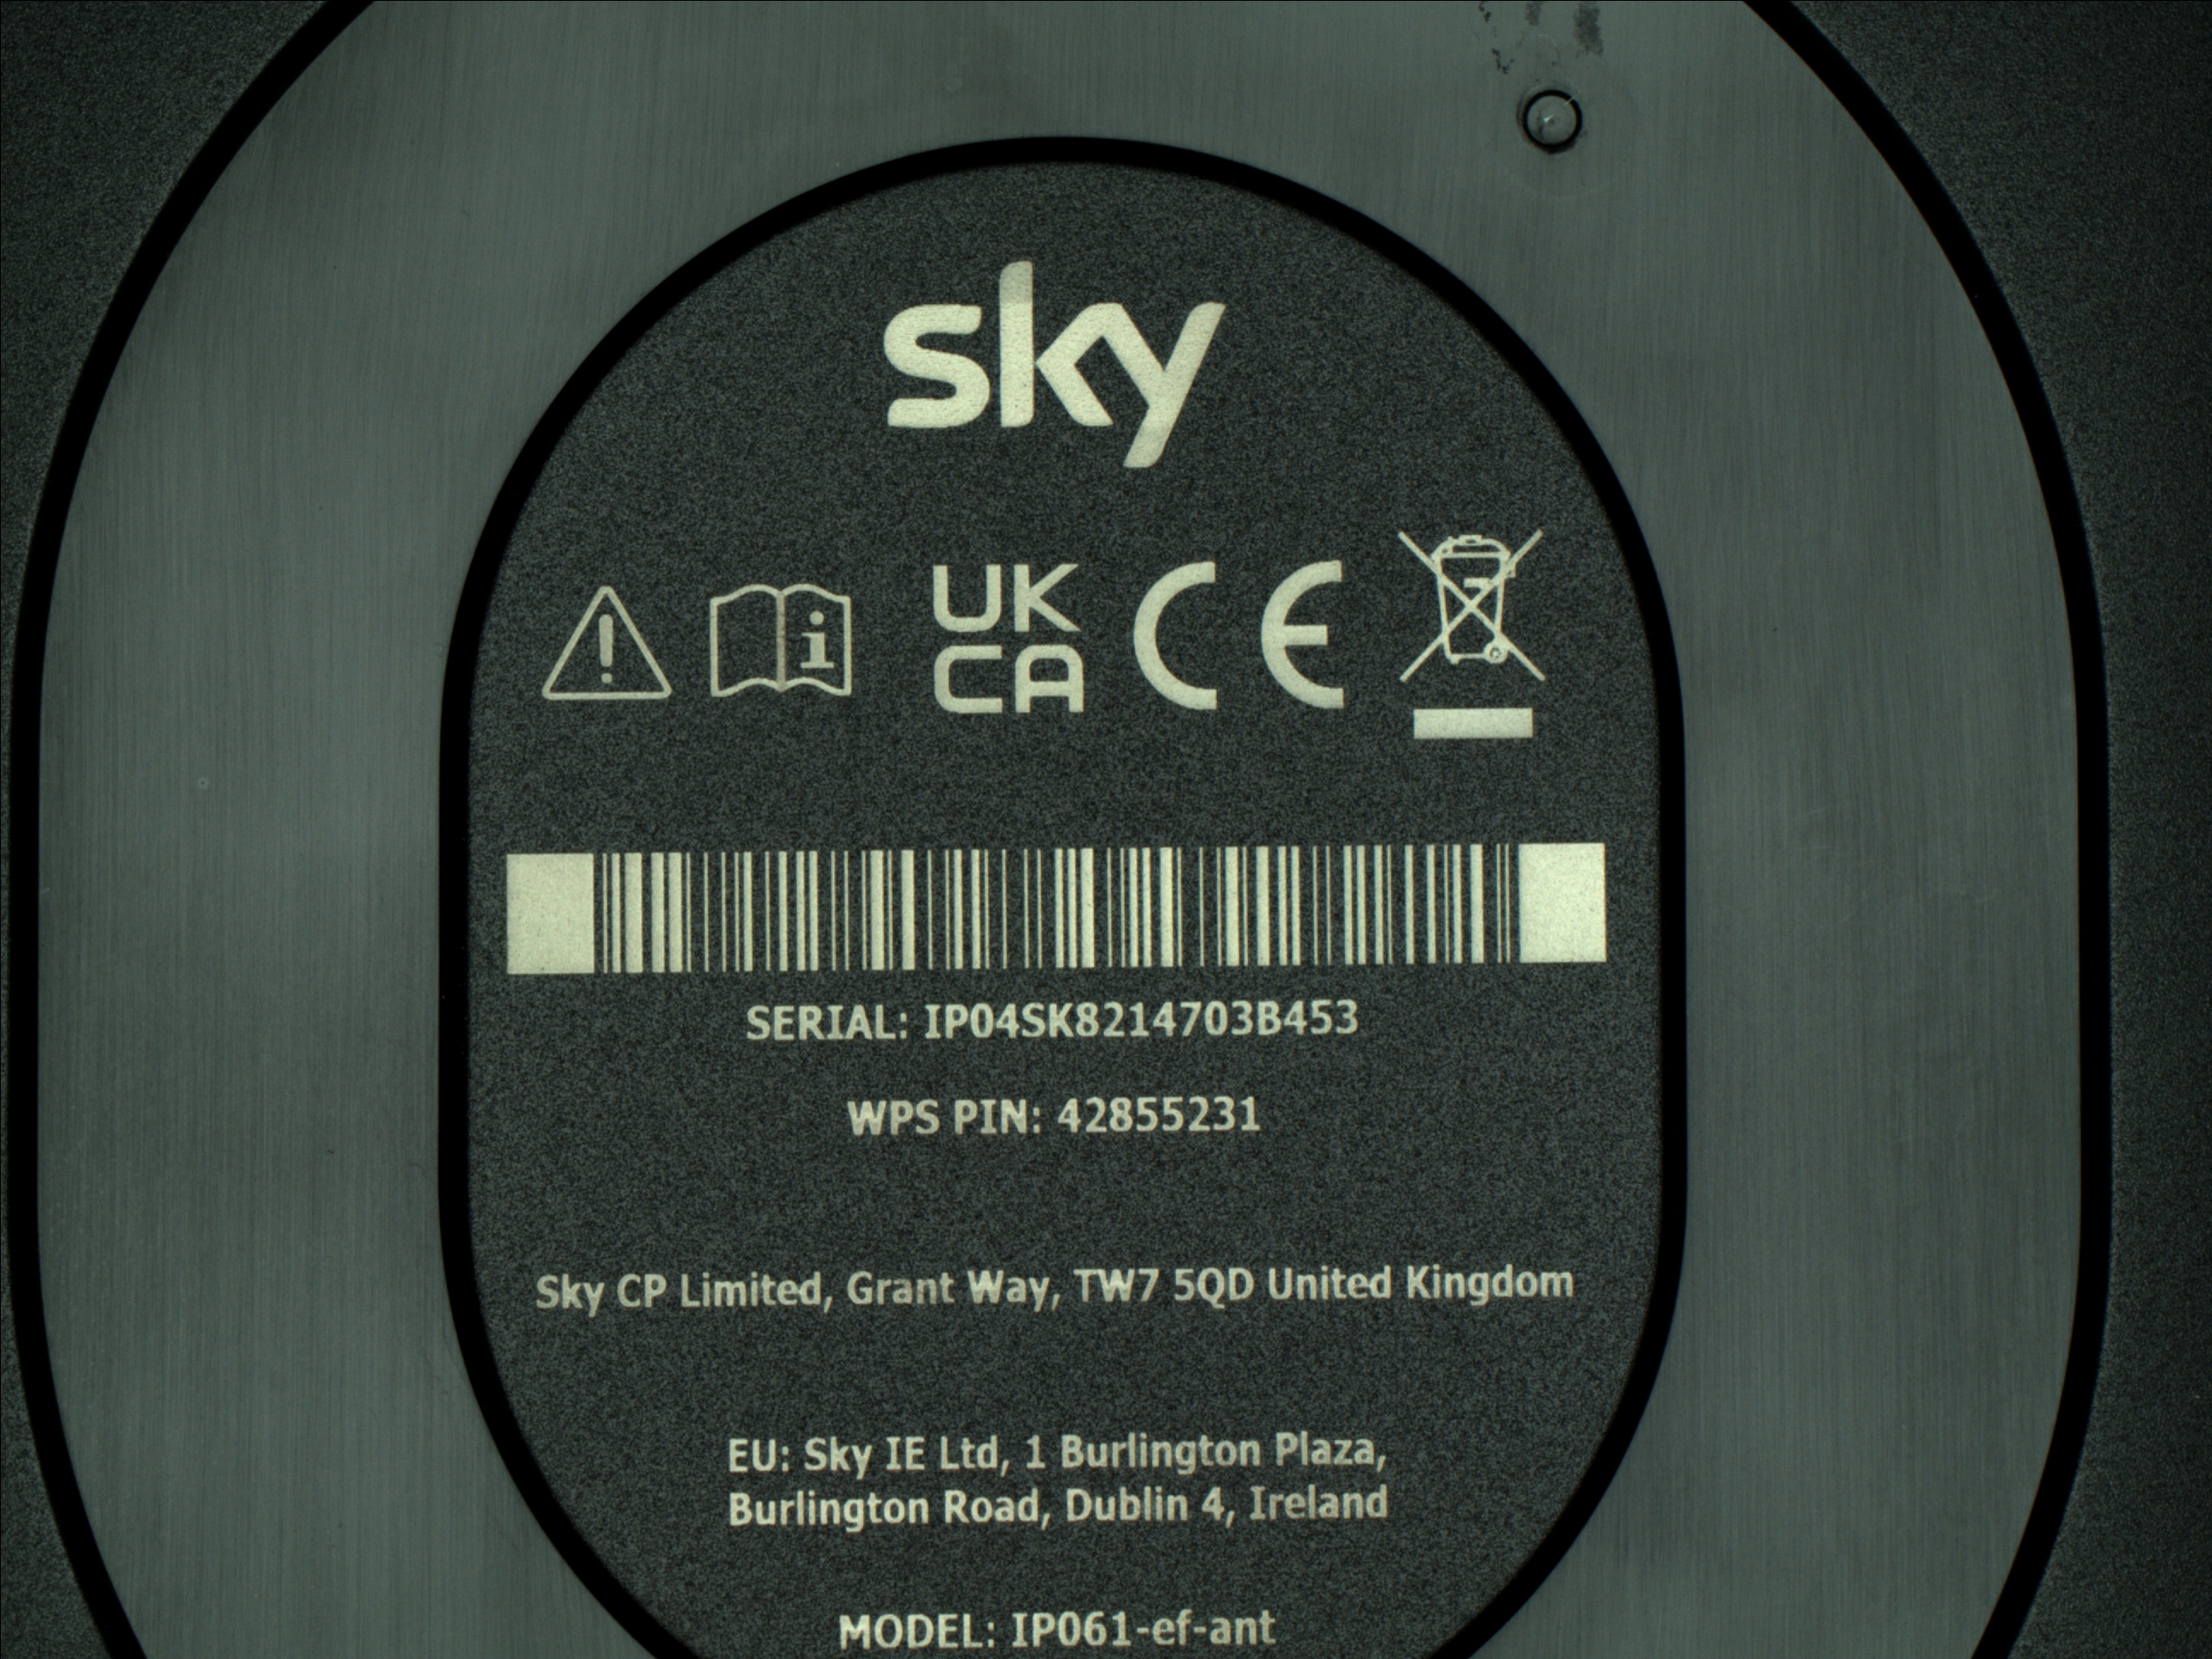 sky
UK
CA CE
SERIAL: IP04SK8214703B453
WPS PIN: 42855231
Sky CP Limited, Grant Way, TW7 5QD United Kingdom
EU: Sky IE Ltd, 1 Burlington Plaza,
Burlington Road, Dublin 4, Ireland
MODEL: IP061-ef-ant